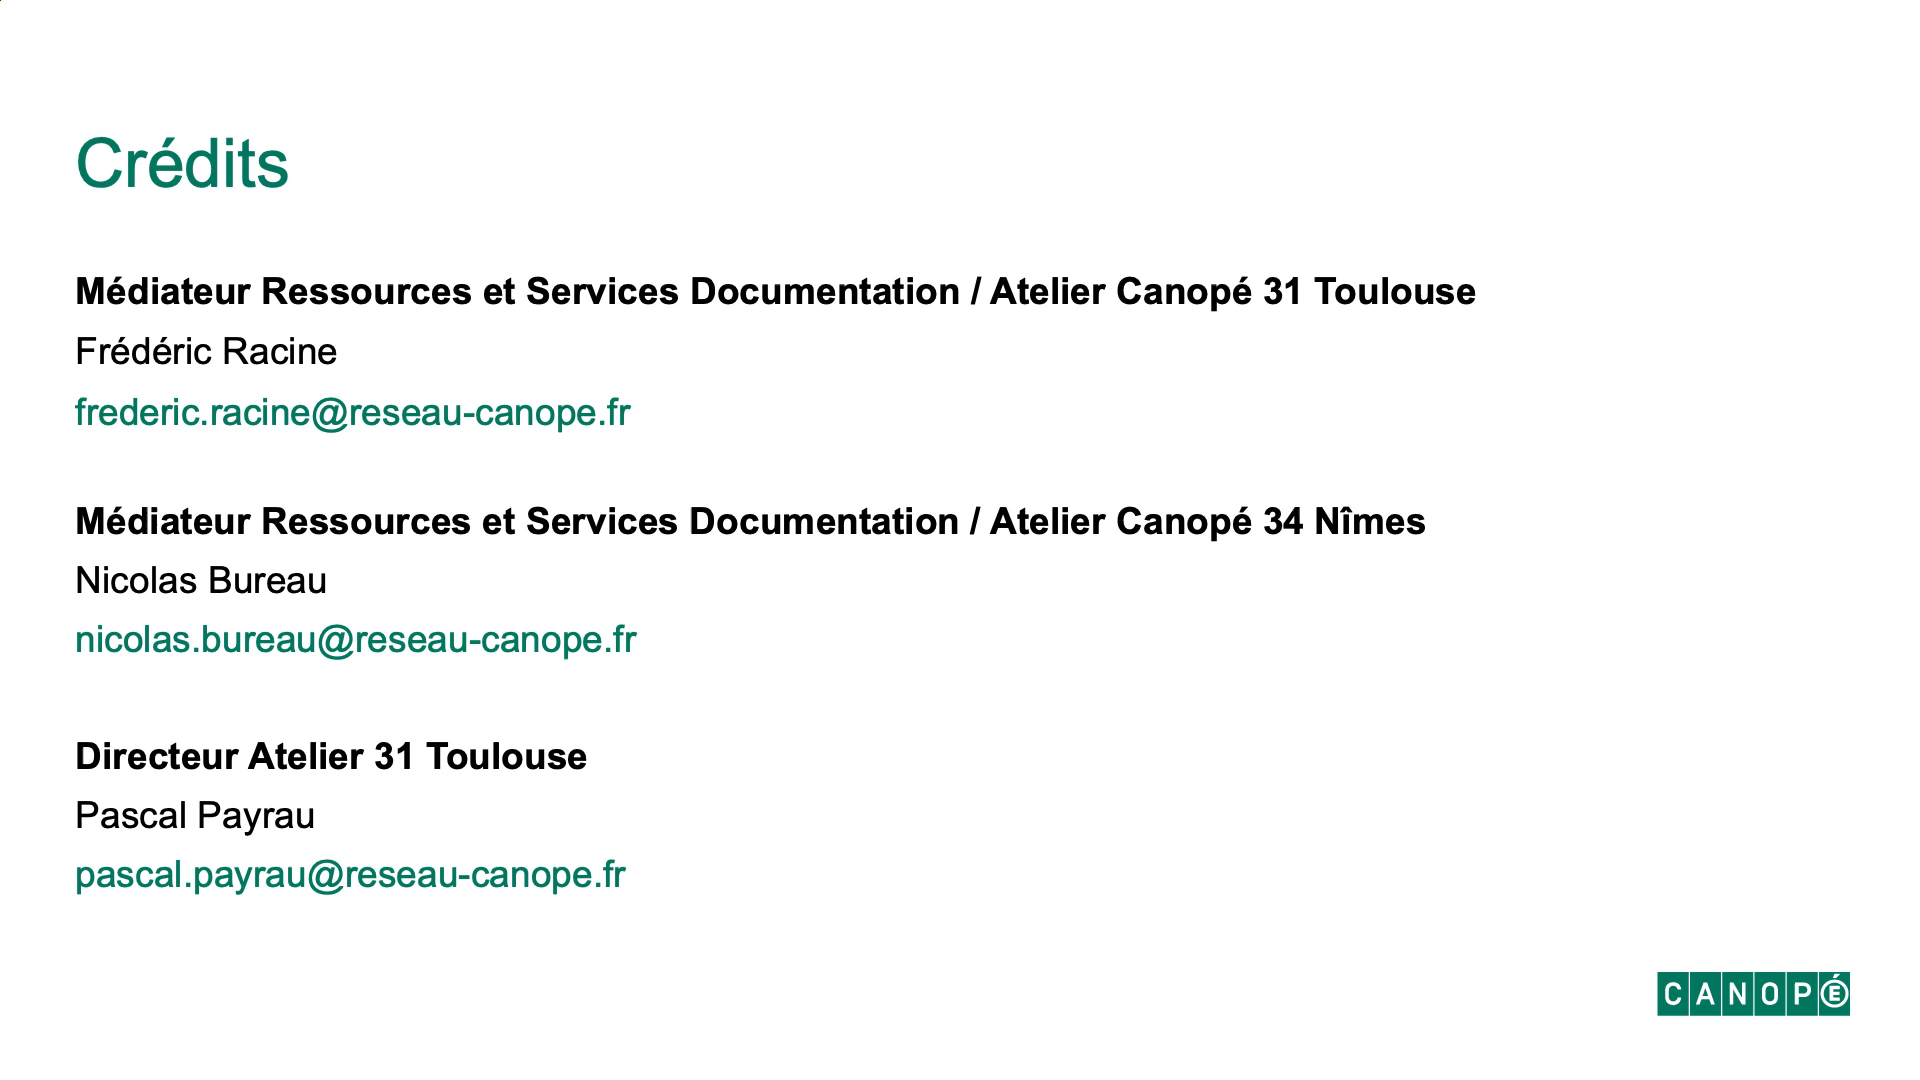 Crédits
Médiateur Ressources et Services Documentation / Atelier Canopé 31 Toulouse
Frédéric Racine
frederic.racine@reseau-canope.fr
Médiateur Ressources et Services Documentation / Atelier Canopé 34 Nîmes
Nicolas Bureau
nicolas.bureau@reseau-canope.fr
Directeur Atelier 31 Toulouse
Pascal Payrau
pascal.payrau@reseau-canope.fr
CANOPÉ